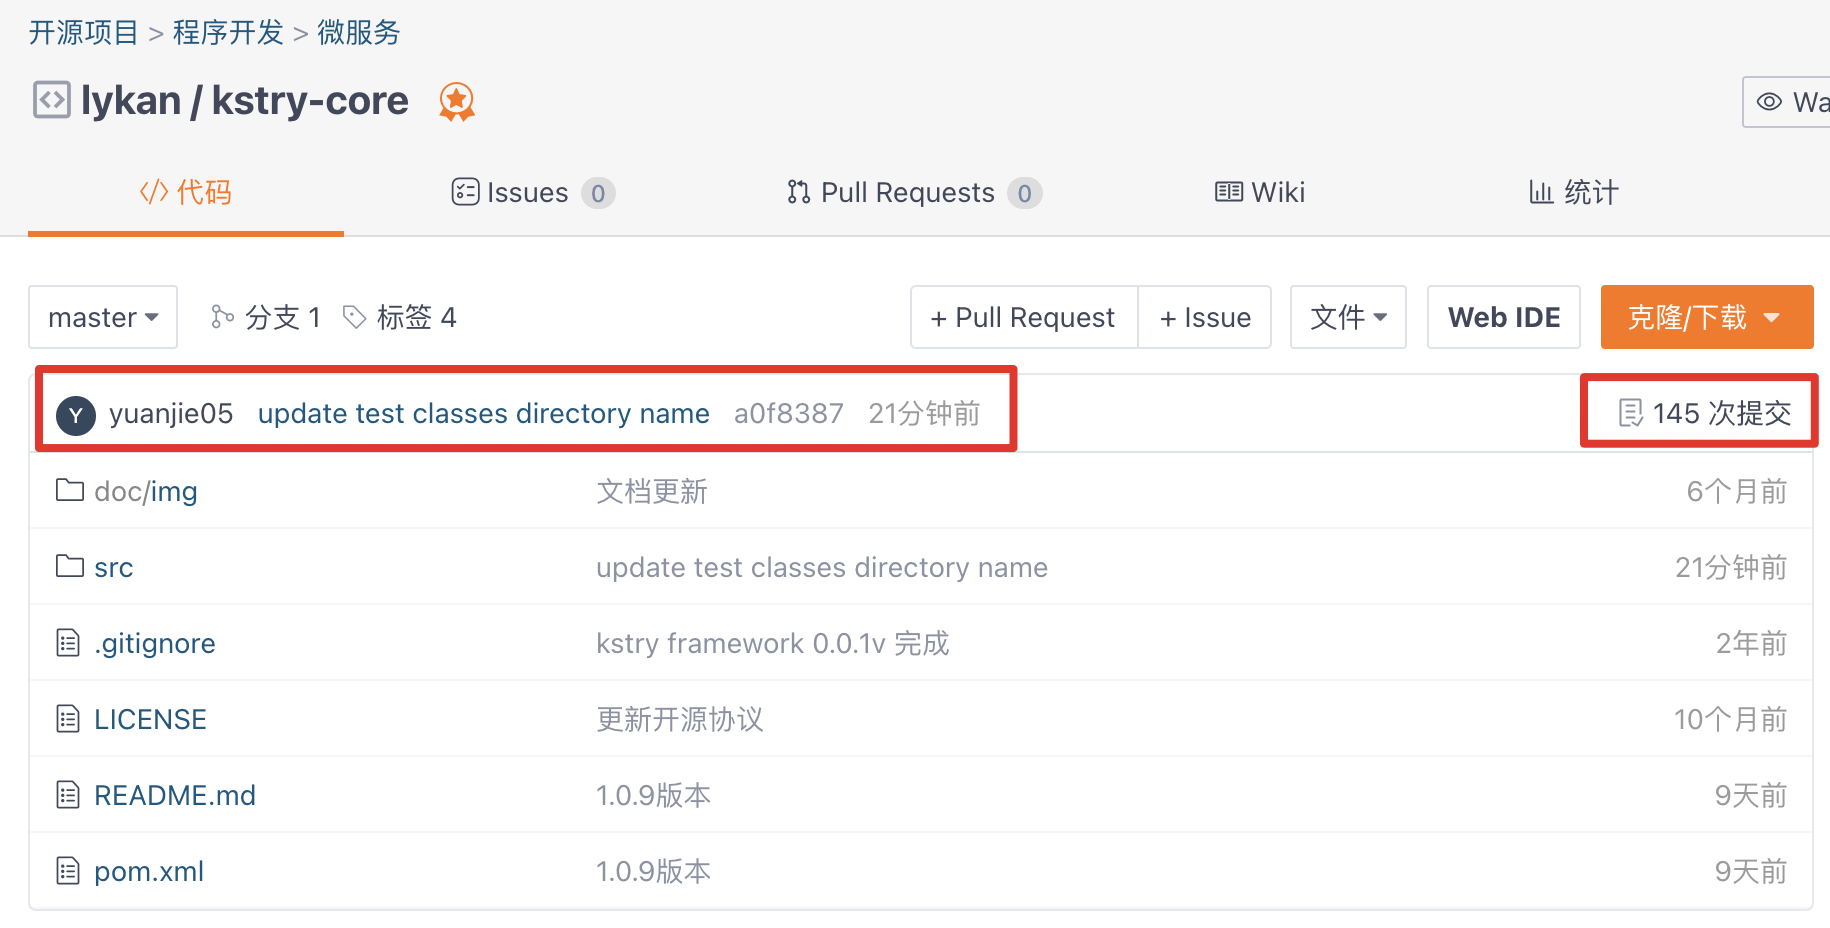 开源项目 > 程序开发 > 微服务
lykan / kstry-core
Wa
代码 Issues 0 Pull Requests 0 Wiki 统计
master 分支 1 标签 4 + Pull Request + Issue 文件 Web IDE 克隆/下载
Y yuanjie05 update test classes directory name a0f8387 21分钟前 145 次提交
doc/img 文档更新 6个月前
src update test classes directory name 21分钟前
.gitignore kstry framework 0.0.1v 完成 2年前
LICENSE 更新开源协议 10个月前
README.md 1.0.9版本 9天前
pom.xml 1.0.9版本 9天前